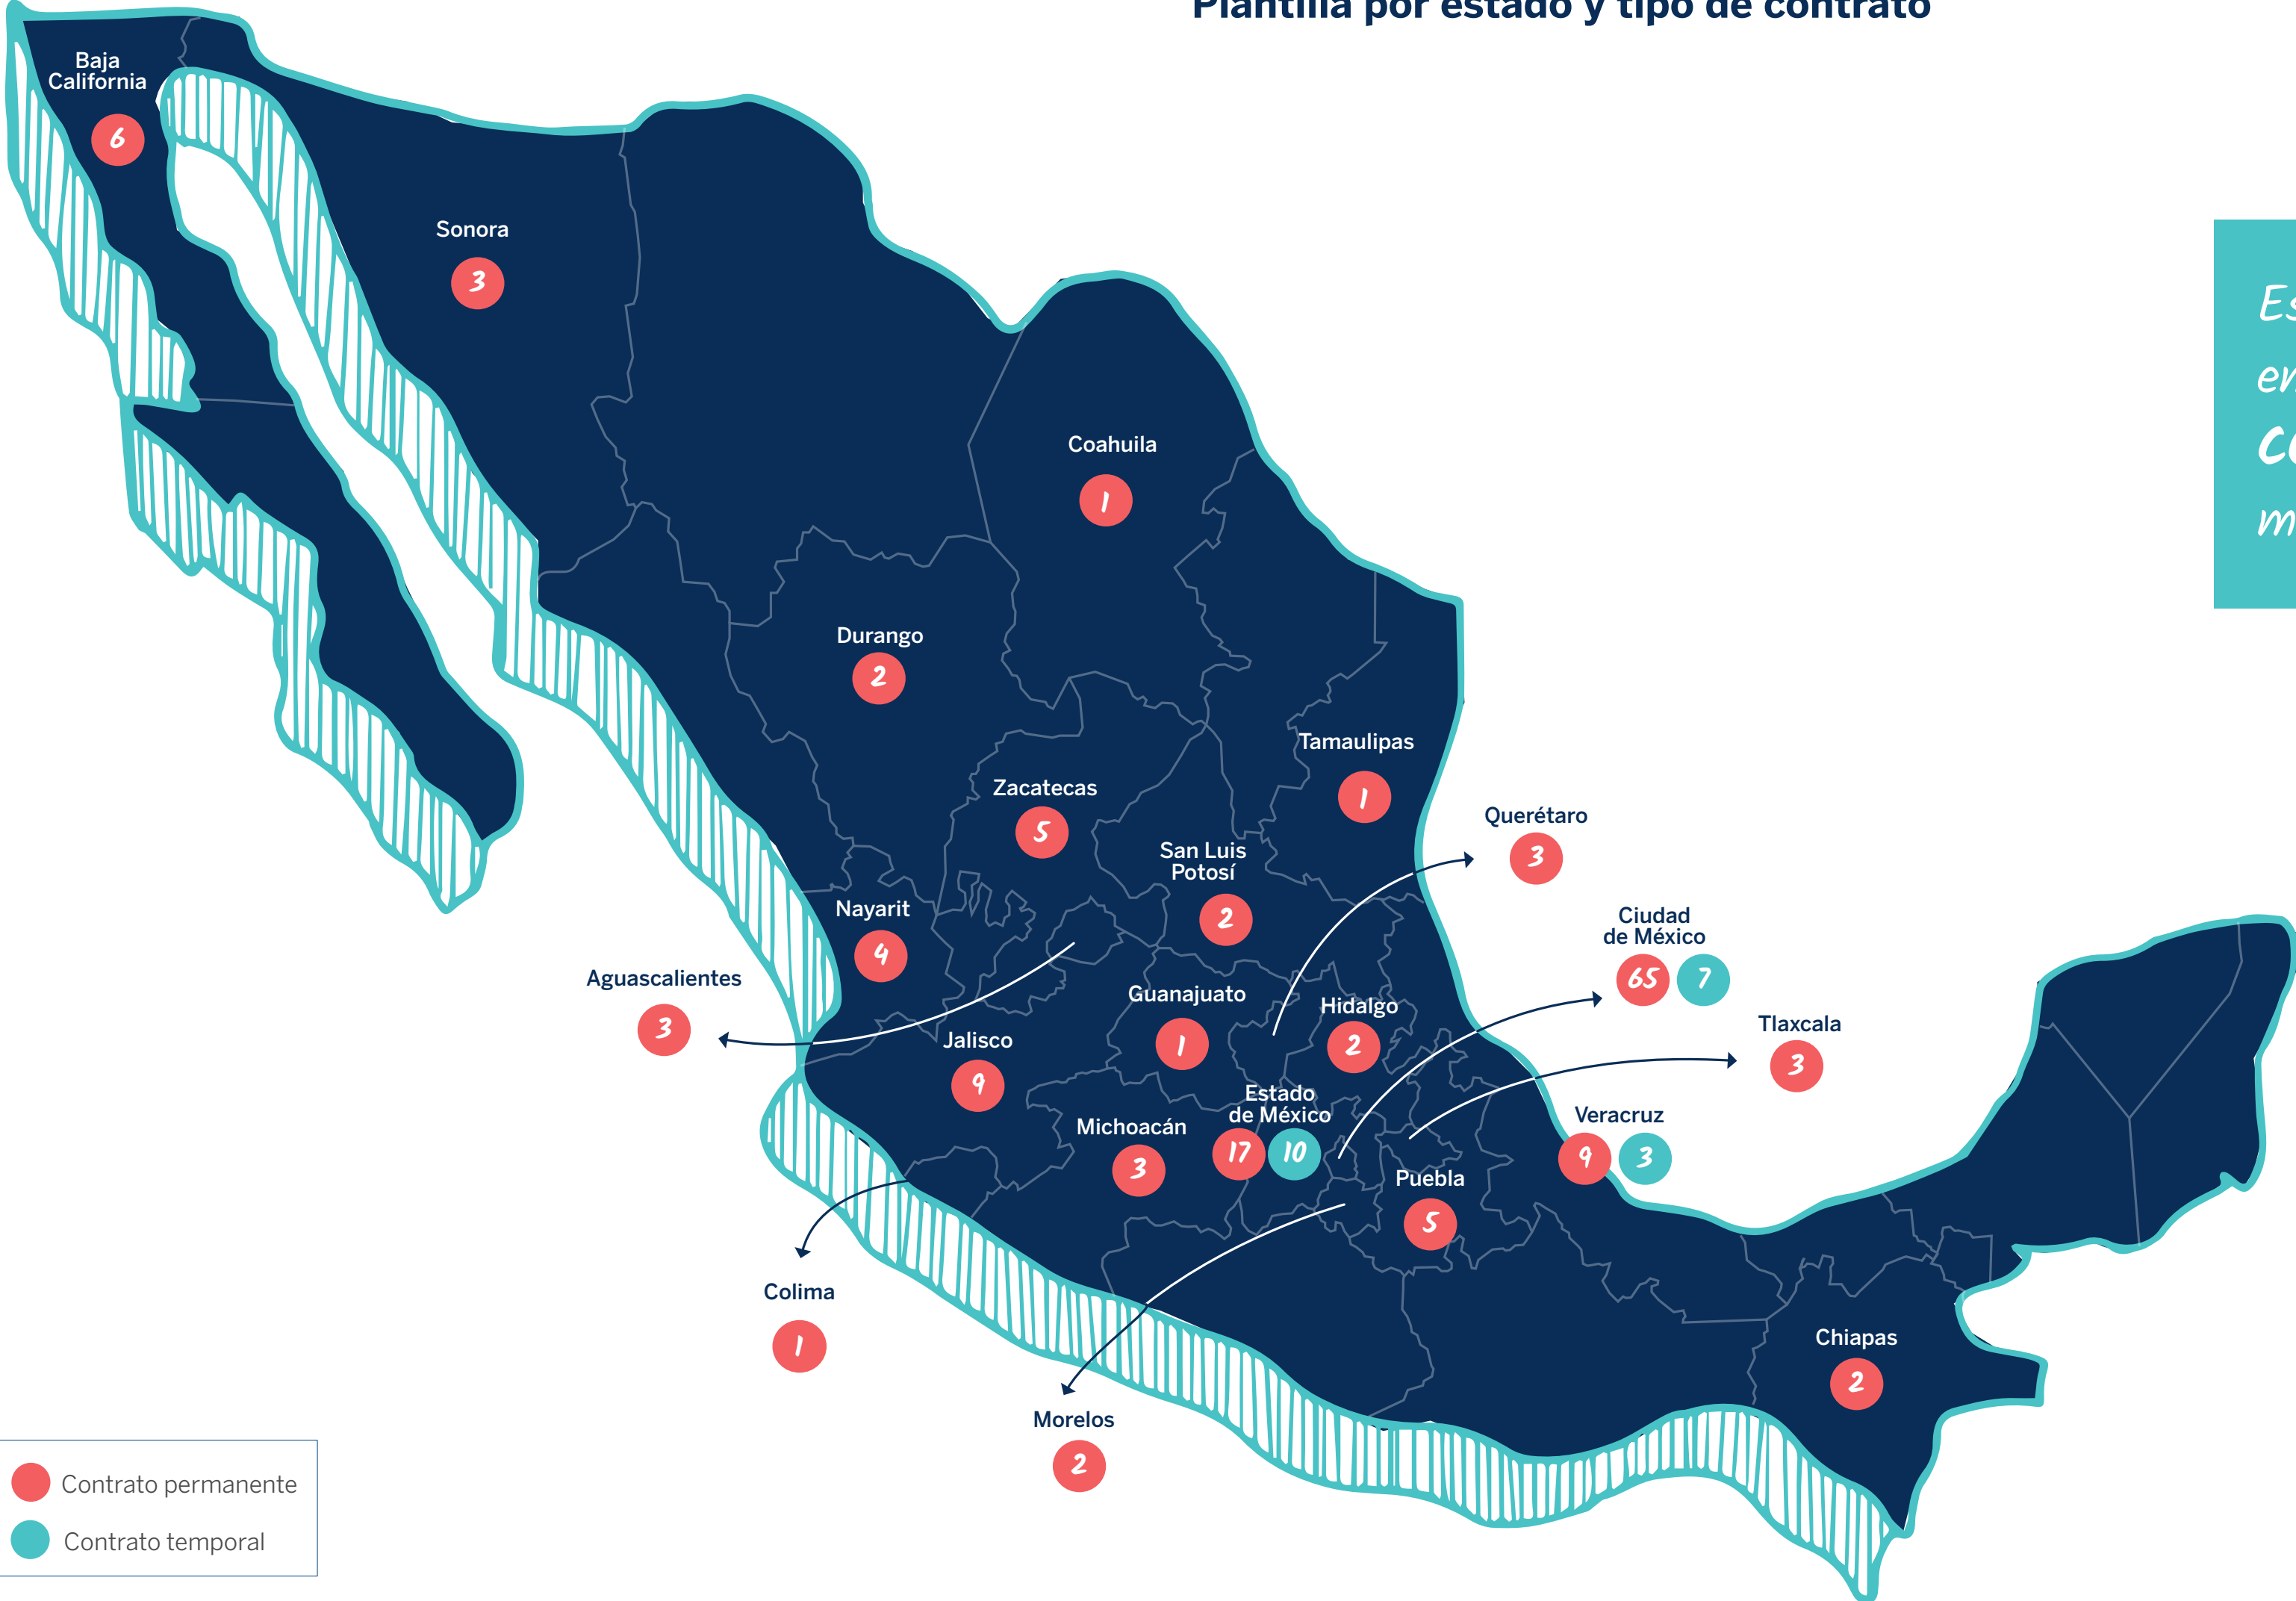 Plantilla por estado y tipo de contrato
Baja
California
6
Sonora
3
Coahuila
1
Durango
2
Tamaulipas
1
Zacatecas
5
Querétaro
3
San Luis
Potosí
2
Nayarit
4
Ciudad
de México
65 7
Aguascalientes
3
Guanajuato
1
Hidalgo
2
Tlaxcala
3
Jalisco
9
Estado
de México
17 10
Michoacán
3
Veracruz
9 3
Puebla
5
Colima
1
Chiapas
2
Morelos
2
Contrato permanente
Contrato temporal